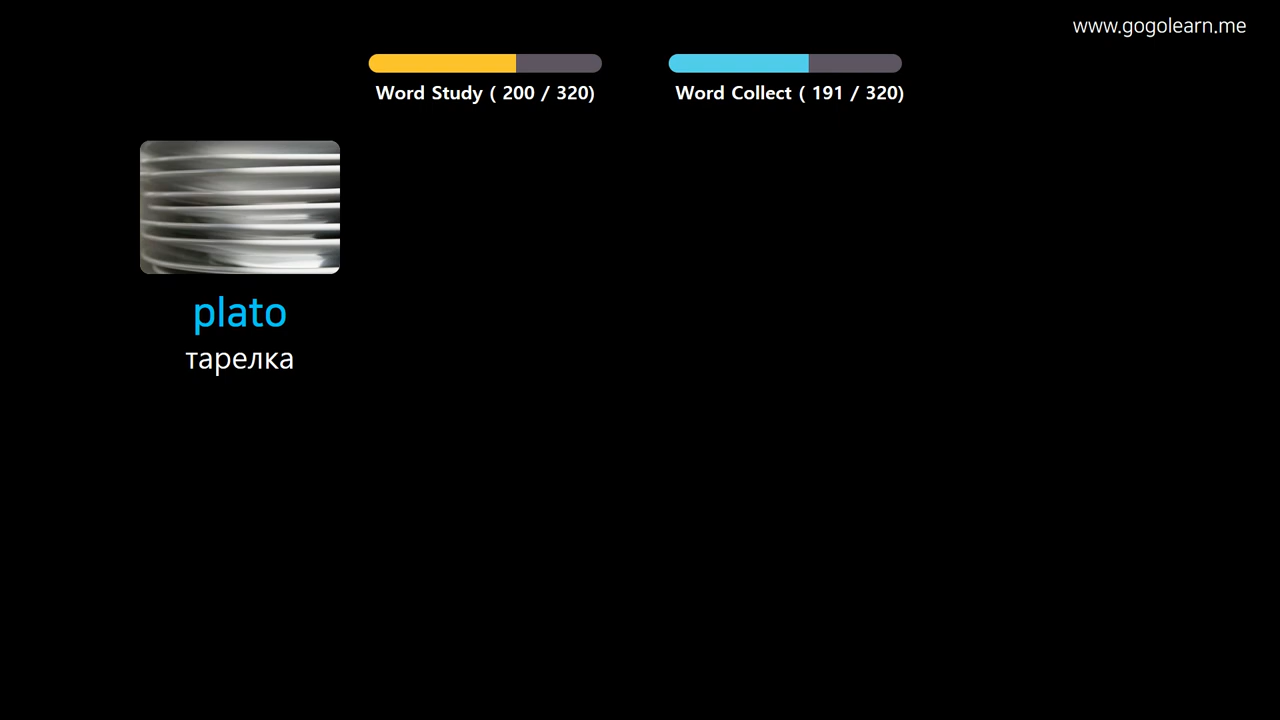 www.gogolearn.me
Word Study ( 200 / 320)
Word Collect ( 191 / 320)
plato
тарелка